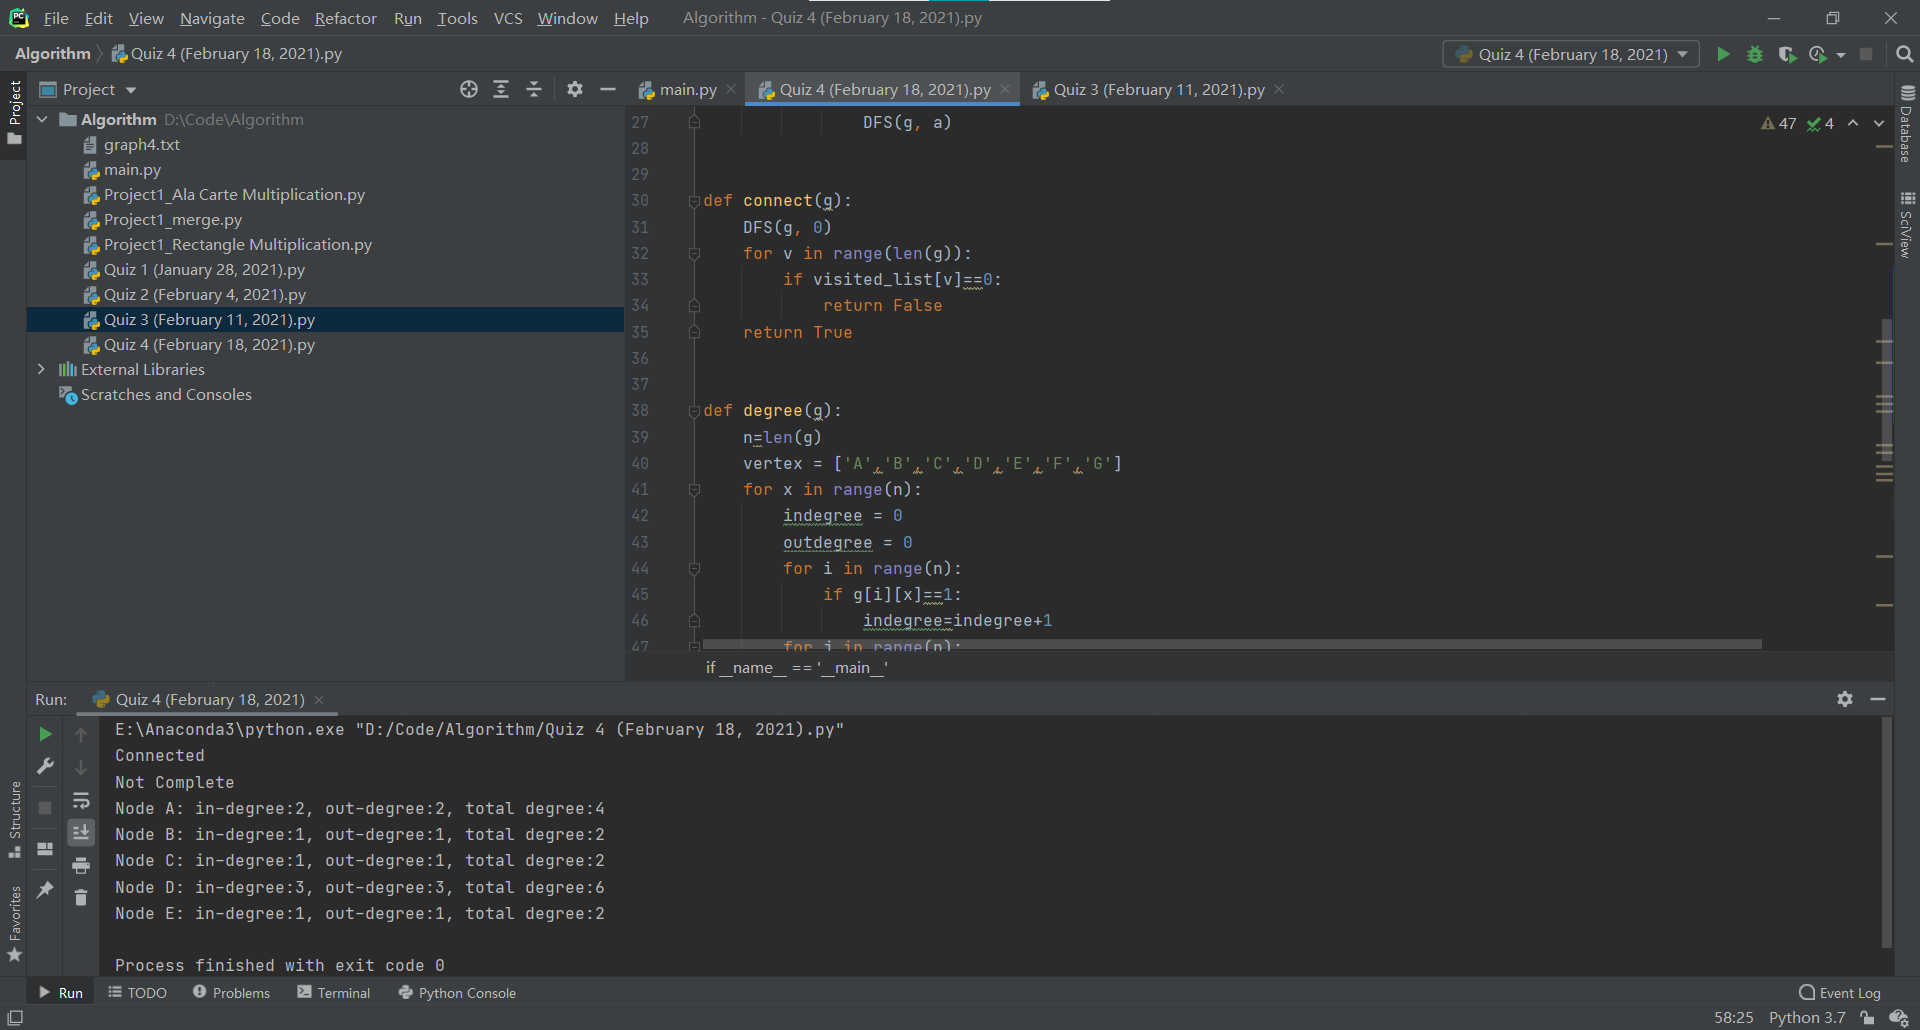 File Edit View Navigate Code Refactor Run Tools VCS Window Help Algorithm - Quiz 4 (February 18, 2021).py
Algorithm Quiz 4 (February 18, 2021).py Quiz 4 (February 18, 2021)
Project Project main.py Quiz 4 (February 18, 2021).py Quiz 3 (February 11, 2021).py
Algorithm D:\Code\Algorithm
graph4.txt
main.py
Project1_Ala Carte Multiplication.py
Project1_merge.py
Project1_Rectangle Multiplication.py
Quiz 1 (January 28, 2021).py
Quiz 2 (February 4, 2021).py
Quiz 3 (February 11, 2021).py
Quiz 4 (February 18, 2021).py
External Libraries
Scratches and Consoles
47 4
27 DFS(g, a)
28
29
30 def connect(g):
31 DFS(g, 0)
32 for v in range(len(g)):
33 if visited_list[v]==0:
34 return False
35 return True
36
37
38 def degree(g):
39 n=len(g)
40 vertex = ['A','B','C','D','E','F','G']
41 for x in range(n):
42 indegree = 0
43 outdegree = 0
44 for i in range(n):
45 if g[i][x]==1:
46 indegree=indegree+1
47 for j in range(n):
if __name__ == '__main__'
Database
SciView
Run: Quiz 4 (February 18, 2021)
E:\Anaconda3\python.exe "D:/Code/Algorithm/Quiz 4 (February 18, 2021).py"
Connected
Not Complete
Node A: in-degree:2, out-degree:2, total degree:4
Node B: in-degree:1, out-degree:1, total degree:2
Node C: in-degree:1, out-degree:1, total degree:2
Node D: in-degree:3, out-degree:3, total degree:6
Node E: in-degree:1, out-degree:1, total degree:2
Process finished with exit code 0
Structure
Favorites
Run TODO Problems Terminal Python Console Event Log
58:25 Python 3.7